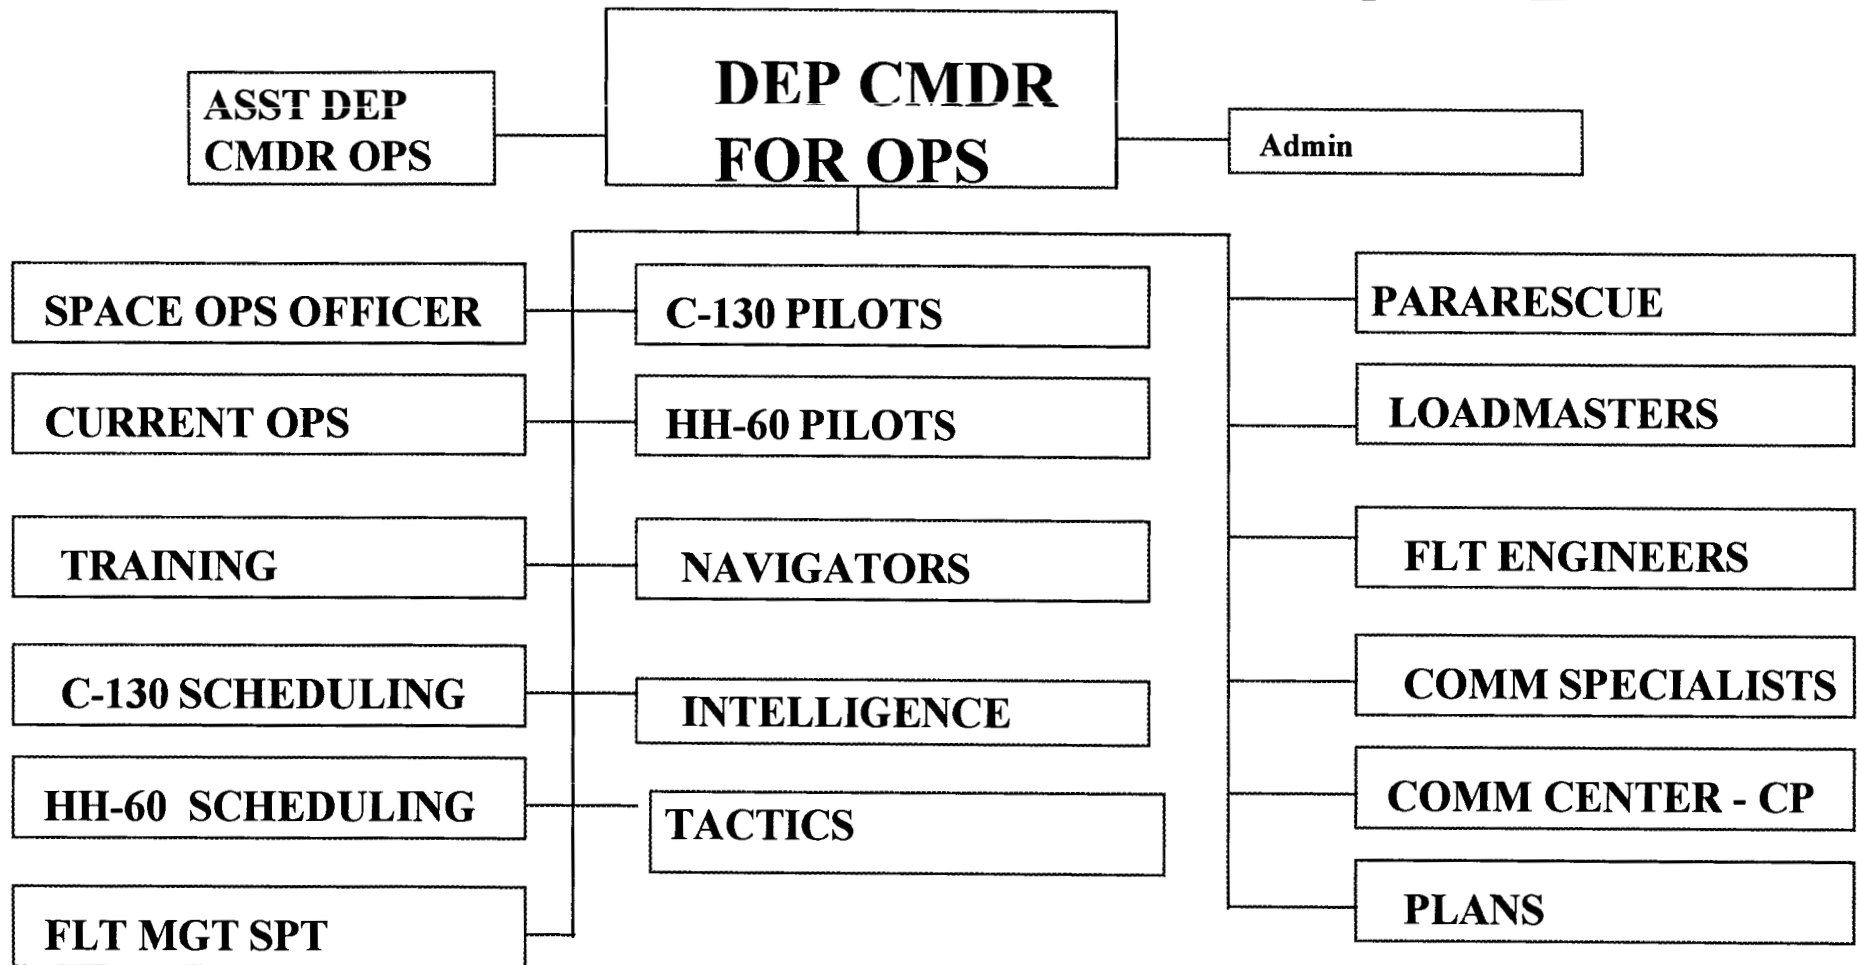 DEP CMDR
FOR OPS
ASST DEP
CMDR OPS
Admin
SPACE OPS OFFICER
C-130 PILOTS
PARARESCUE
CURRENT OPS
HH-60 PILOTS
LOADMASTERS
TRAINING
NAVIGATORS
FLT ENGINEERS
C-130 SCHEDULING
INTELLIGENCE
COMM SPECIALISTS
HH-60 SCHEDULING
TACTICS
COMM CENTER - CP
FLT MGT SPT
PLANS